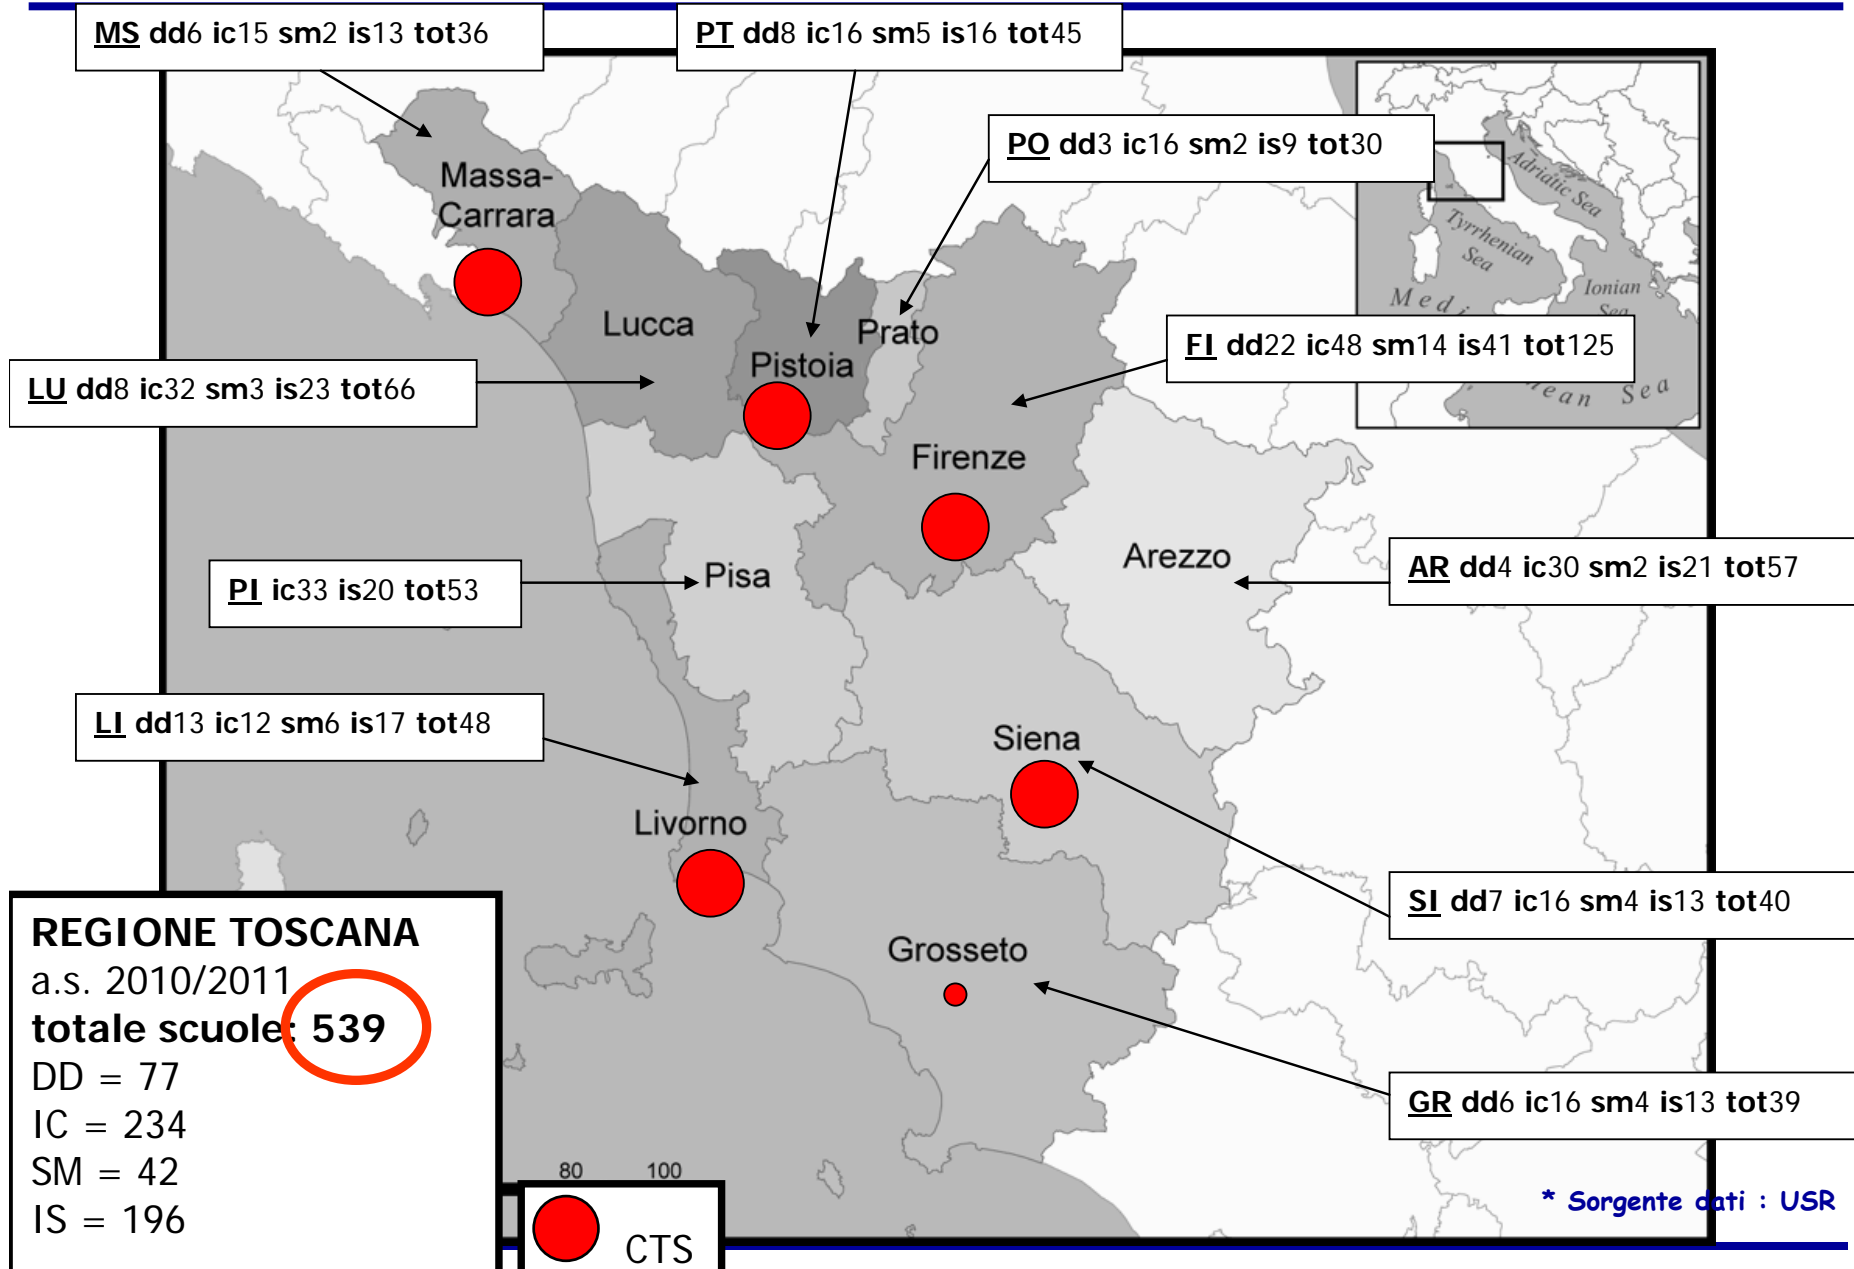 MS dd6 ic15 sm2 is13 tot36
PT dd8 ic16 sm5 is16 tot45
PO dd3 ic16 sm2 is9 tot30
Massa-
Carrara
Adriatic Sea
Tyrrhenian
Sea
Ionian
Sea
Lucca
Prato
Pistoia
FI dd22 ic48 sm14 is41 tot125
LU dd8 ic32 sm3 is23 tot66
Sea
Firenze
Arezzo
AR dd4 ic30 sm2 is21 tot57
Pisa
PI ic33 is20 tot53
LI dd13 ic12 sm6 is17 tot48
Siena
Livorno
SI dd7 ic16 sm4 is13 tot40
Grosseto
GR dd6 ic16 sm4 is13 tot39
REGIONE TOSCANA
a.s. 2010/2011
totale scuole: 539
DD = 77
IC = 234
SM = 42
IS = 196
80 100
CTS
* Sorgente dati : USR